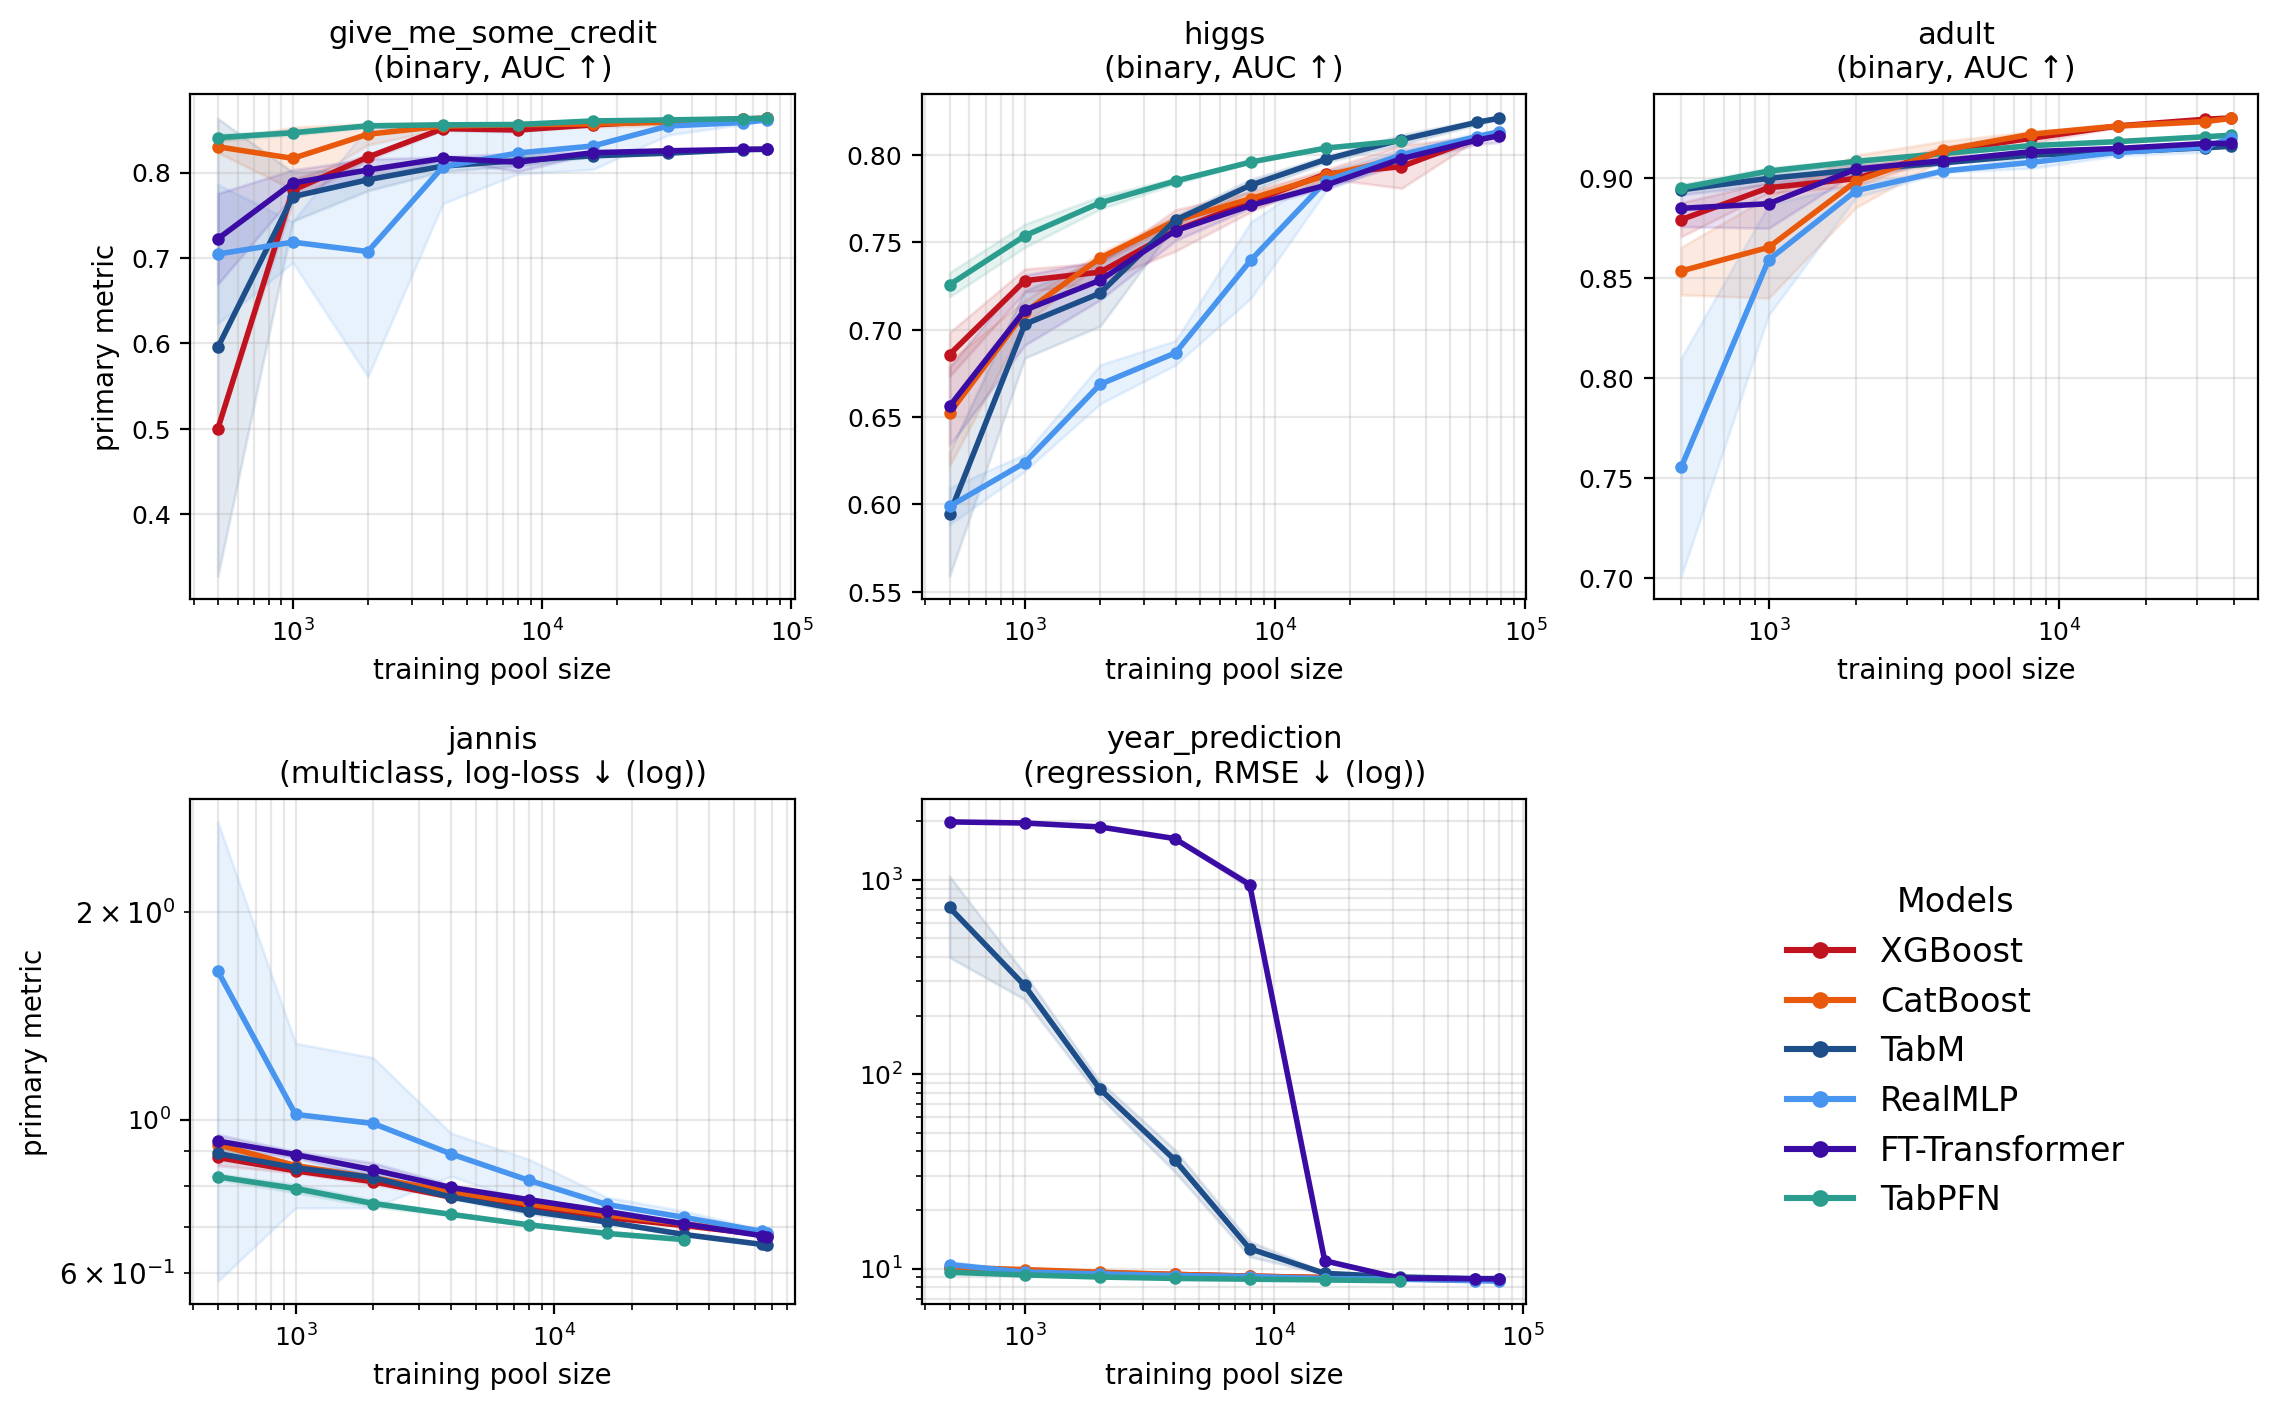 give_me_some_credit
(binary, AUC ↑)
higgs
(binary, AUC ↑)
adult
(binary, AUC ↑)
primary metric
0.8
0.7
0.6
0.5
0.4
10³
10⁴
10⁵
training pool size
0.80
0.75
0.70
0.65
0.60
0.55
10³
10⁴
10⁵
training pool size
0.90
0.85
0.80
0.75
0.70
10³
10⁴
training pool size
jannis
(multiclass, log-loss ↓ (log))
year_prediction
(regression, RMSE ↓ (log))
primary metric
2 × 10⁰
10⁰
6 × 10⁻¹
10³
10⁴
training pool size
10³
10²
10¹
10³
10⁴
10⁵
training pool size
Models
XGBoost
CatBoost
TabM
RealMLP
FT-Transformer
TabPFN